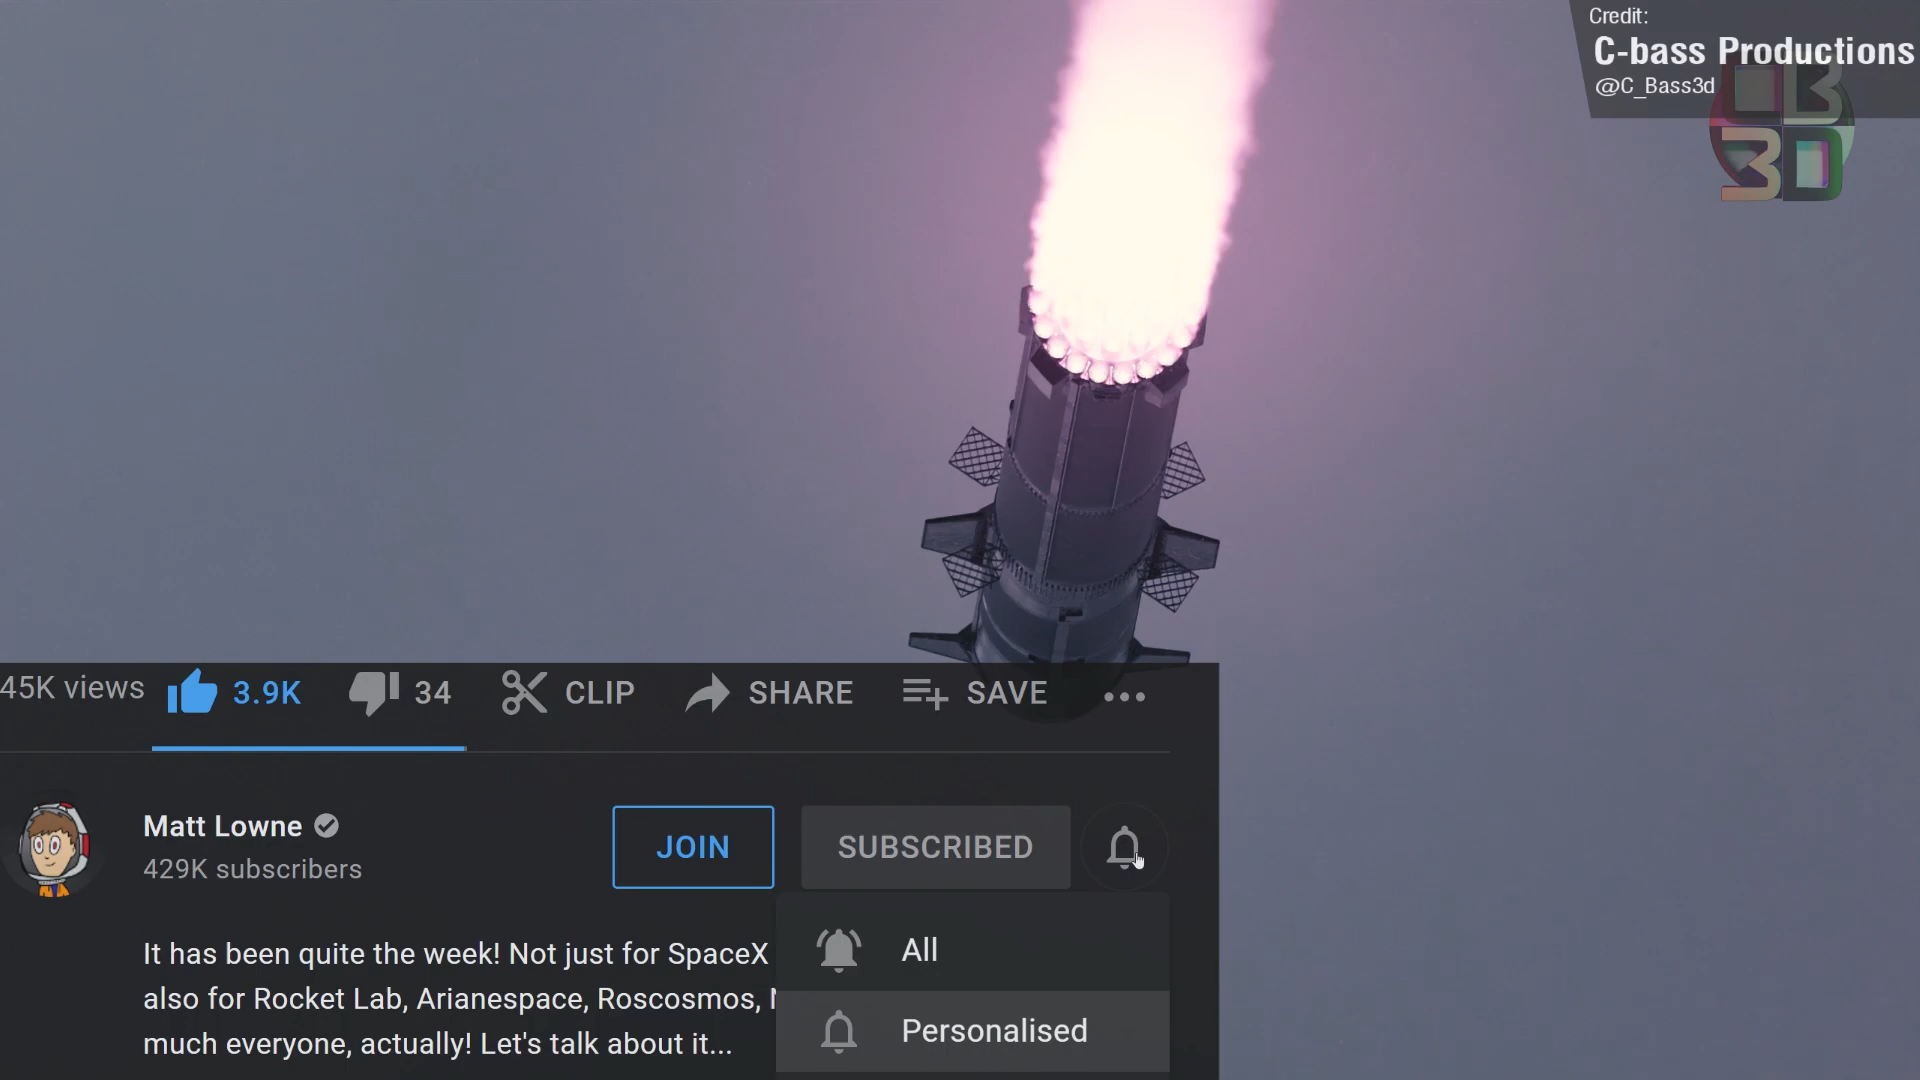 Credit:
C-bass Productions
@C_Bass3d
CB
3D
45K views 3.9K 34 CLIP SHARE SAVE
Matt Lowne
429K subscribers
JOIN SUBSCRIBED
All
Personalised
It has been quite the week! Not just for SpaceX
also for Rocket Lab, Arianespace, Roscosmos,
much everyone, actually! Let's talk about it...